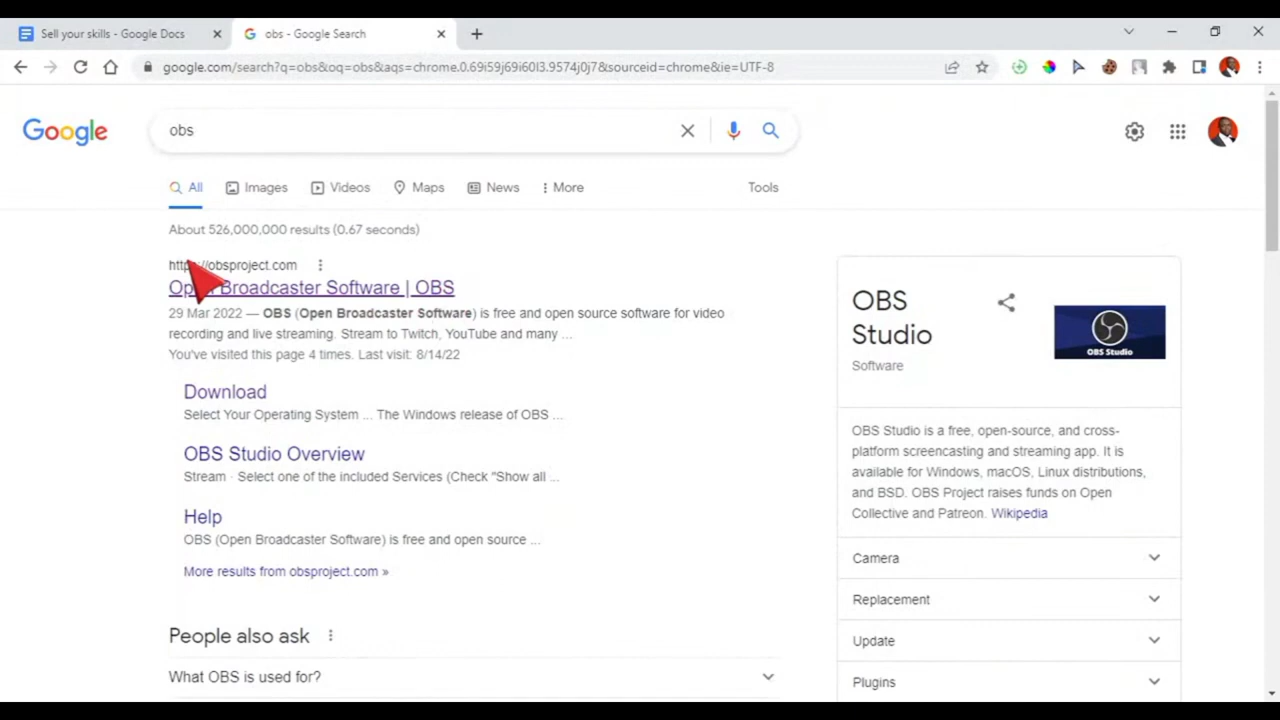 Sell your skills - Google Docs
obs - Google Search
google.com/search?q=obs&oq=obs&aqs=chrome.0.69i59j69i60l3.9574j0j7&sourceid=chrome&ie=UTF-8
Google
obs
All
Images
Videos
Maps
News
More
Tools
About 526,000,000 results (0.67 seconds)
https://obsproject.com
Open Broadcaster Software | OBS
29 Mar 2022 — OBS (Open Broadcaster Software) is free and open source software for video
recording and live streaming. Stream to Twitch, YouTube and many ...
You've visited this page 4 times. Last visit: 8/14/22
Download
Select Your Operating System ... The Windows release of OBS ...
OBS Studio Overview
Stream · Select one of the included Services (Check "Show all ...
Help
OBS (Open Broadcaster Software) is free and open source ...
More results from obsproject.com »
People also ask
What OBS is used for?
OBS
Studio
Software
OBS Studio
OBS Studio is a free, open-source, and cross-
platform screencasting and streaming app. It is
available for Windows, macOS, Linux distributions,
and BSD. OBS Project raises funds on Open
Collective and Patreon. Wikipedia
Camera
Replacement
Update
Plugins